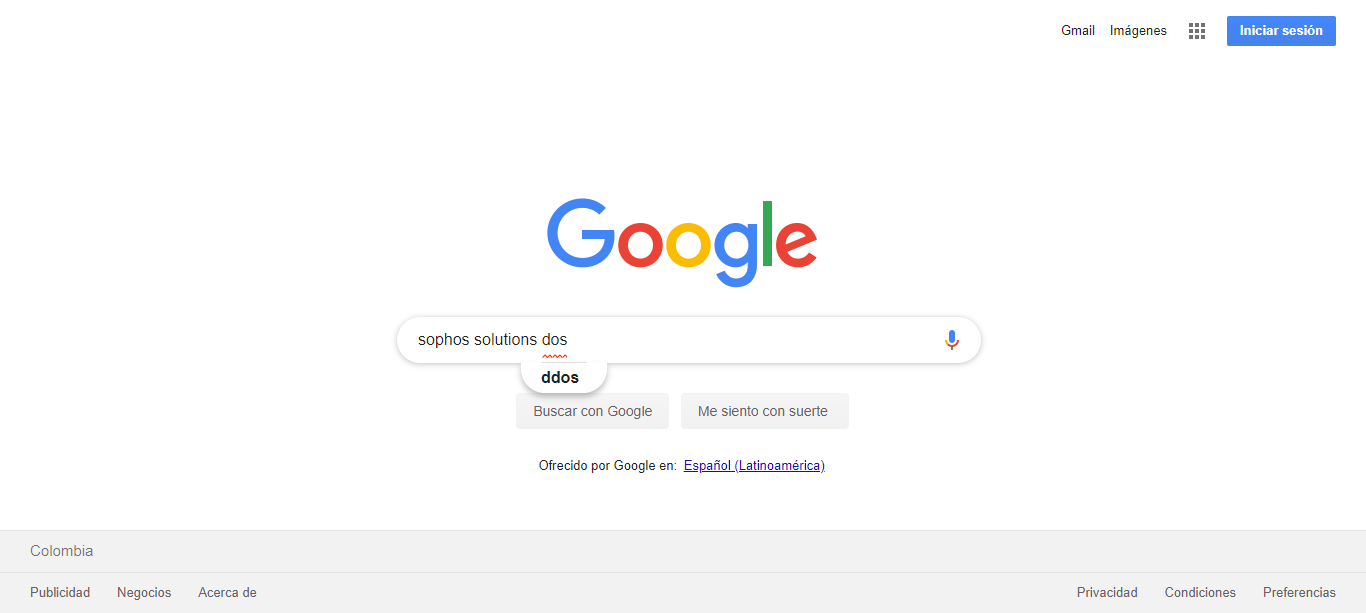 Gmail Imágenes Iniciar sesión
Google
sophos solutions dos
ddos
Buscar con Google Me siento con suerte
Ofrecido por Google en: Español (Latinoamérica)
Colombia
Publicidad Negocios Acerca de Privacidad Condiciones Preferencias